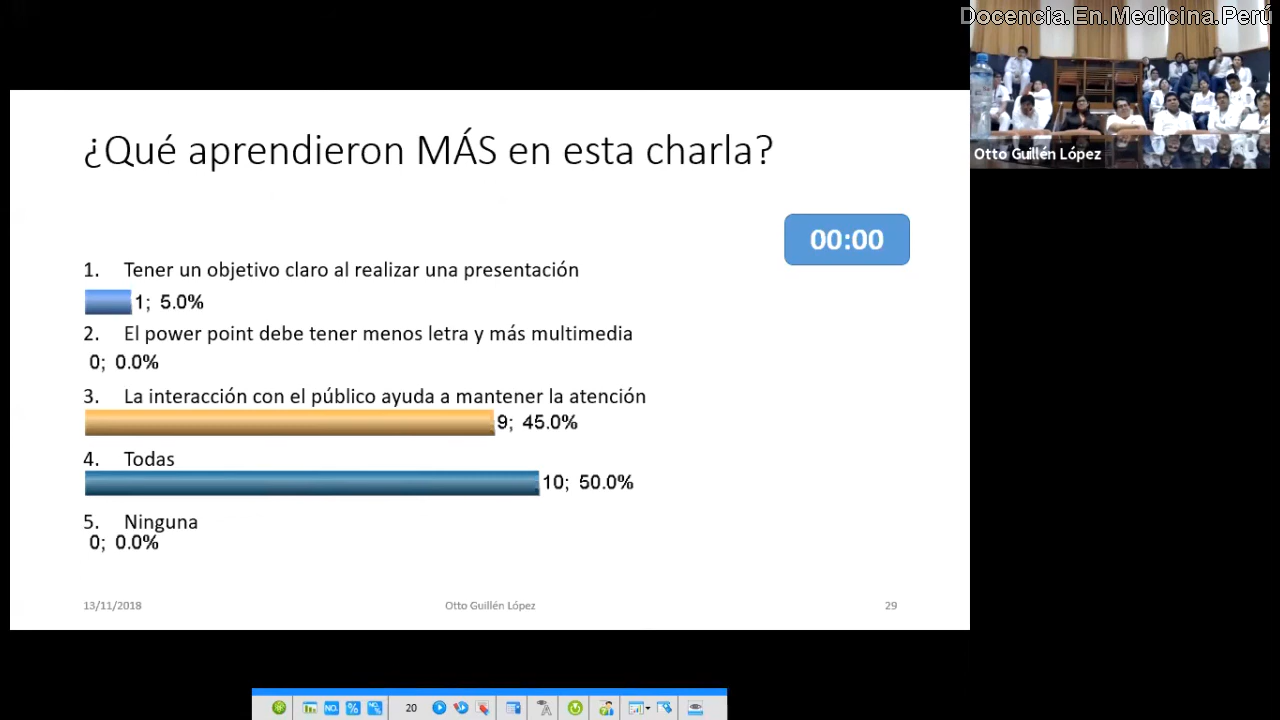 Docencia.En.Medicina.Perú
Otto Guillén López
¿Qué aprendieron MÁS en esta charla?
00:00
1. Tener un objetivo claro al realizar una presentación
1; 5.0%
2. El power point debe tener menos letra y más multimedia
0; 0.0%
3. La interacción con el público ayuda a mantener la atención
9; 45.0%
4. Todas
10; 50.0%
5. Ninguna
0; 0.0%
13/11/2018 Otto Guillén López 29
NO. % 20